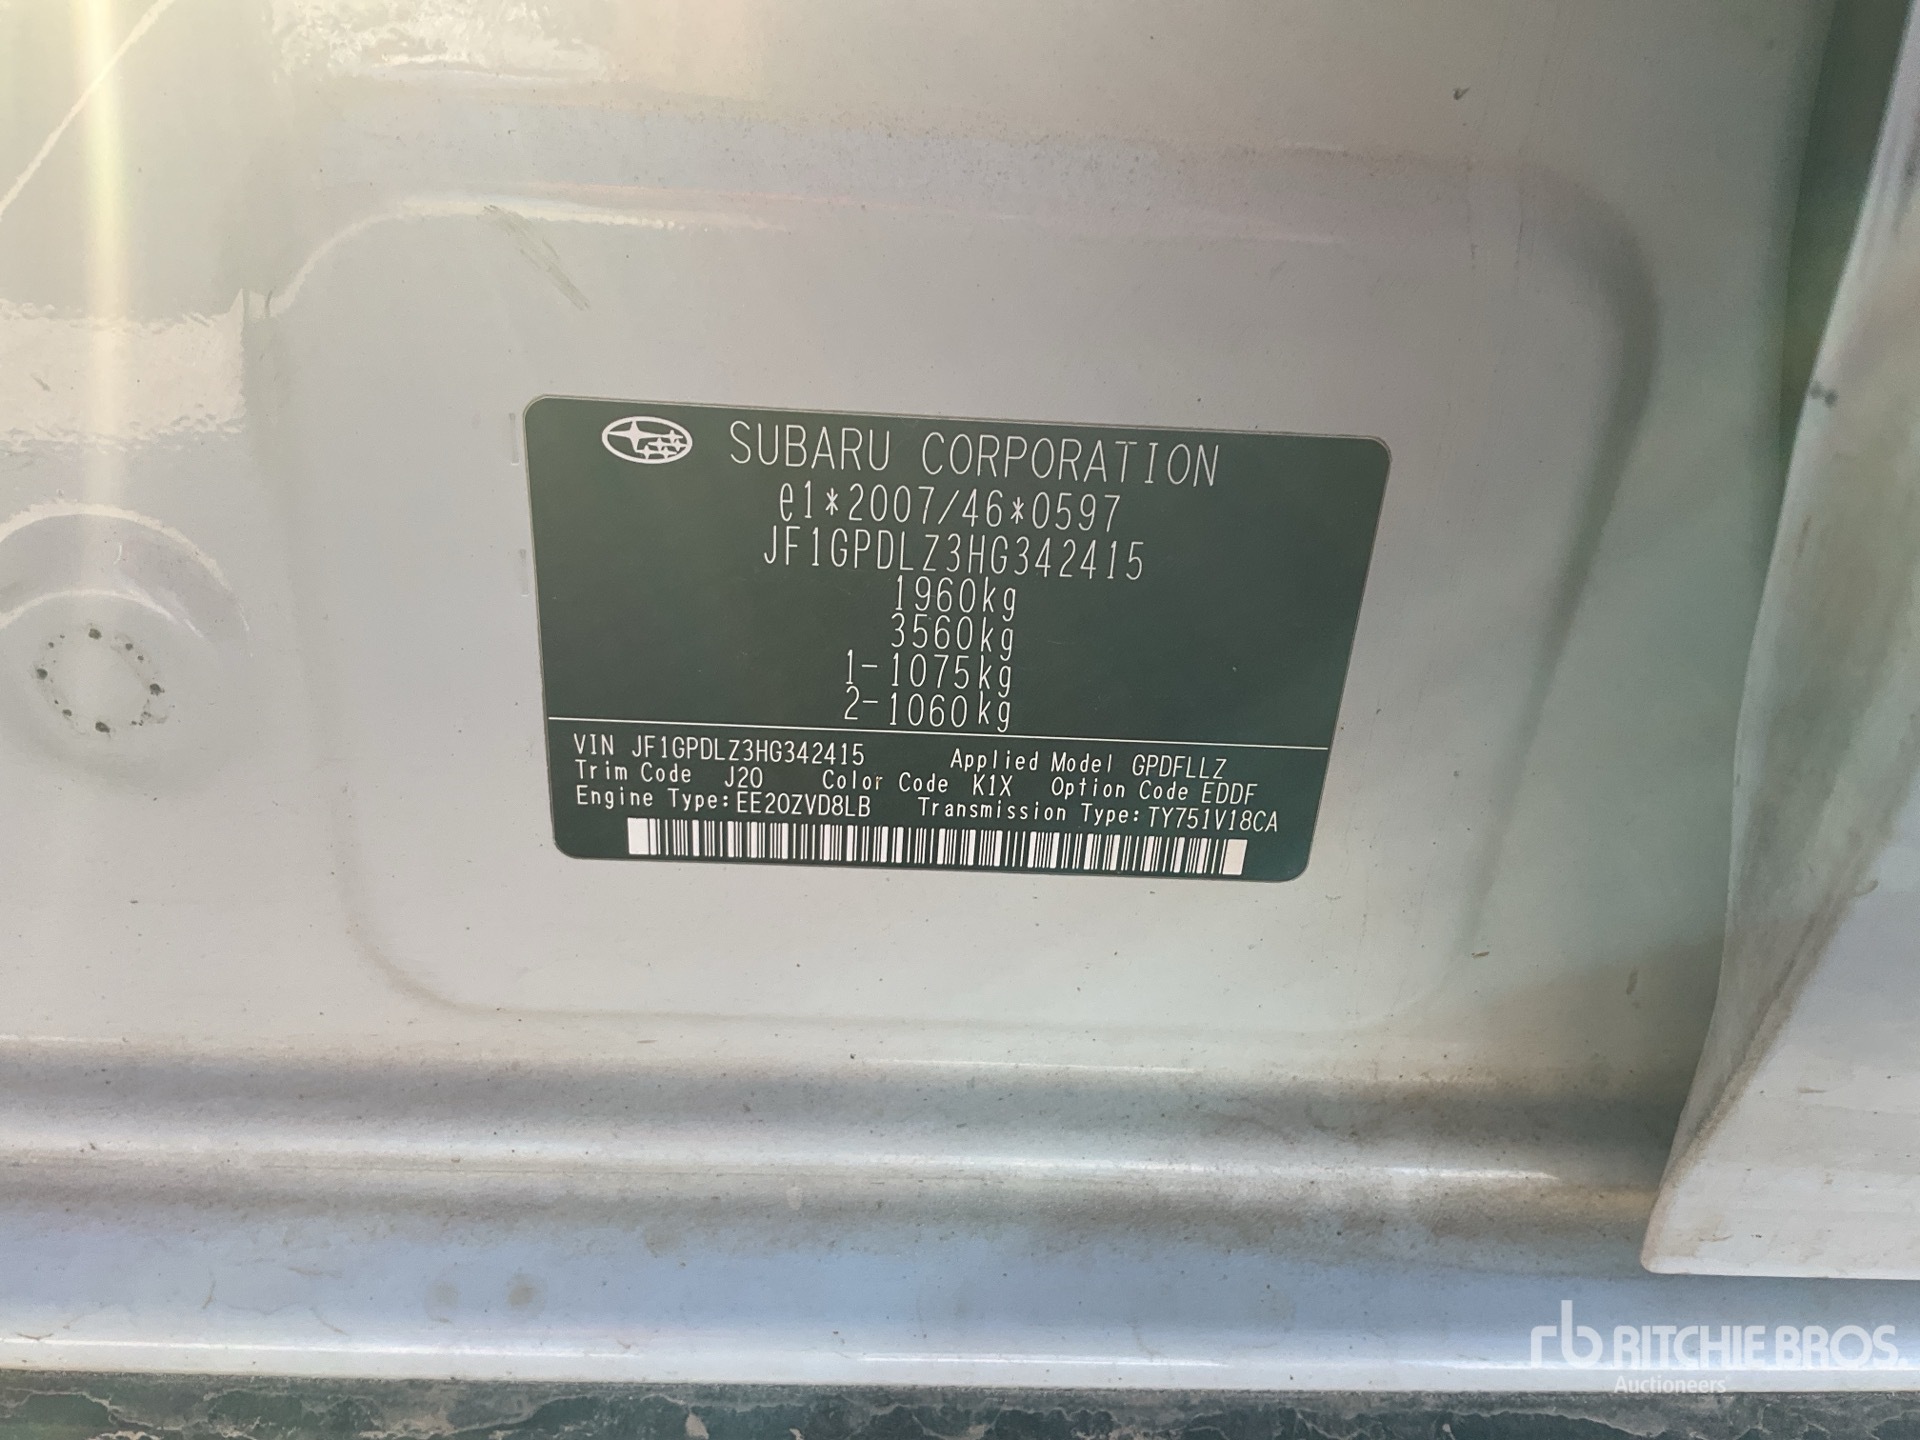 SUBARU CORPORATION
e1*2007/46*0597
JF1GPDLZ3HG342415
1960kg
3560kg
1-1075kg
2-1060kg
VIN JF1GPDLZ3HG342415 Applied Model GPDFLLZ
Trim Code J20 Color Code K1X Option Code EDDF
Engine Type:EE20ZVD8LB Transmission Type:TY751V18CA
rb RITCHIE BROS.
Auctioneers